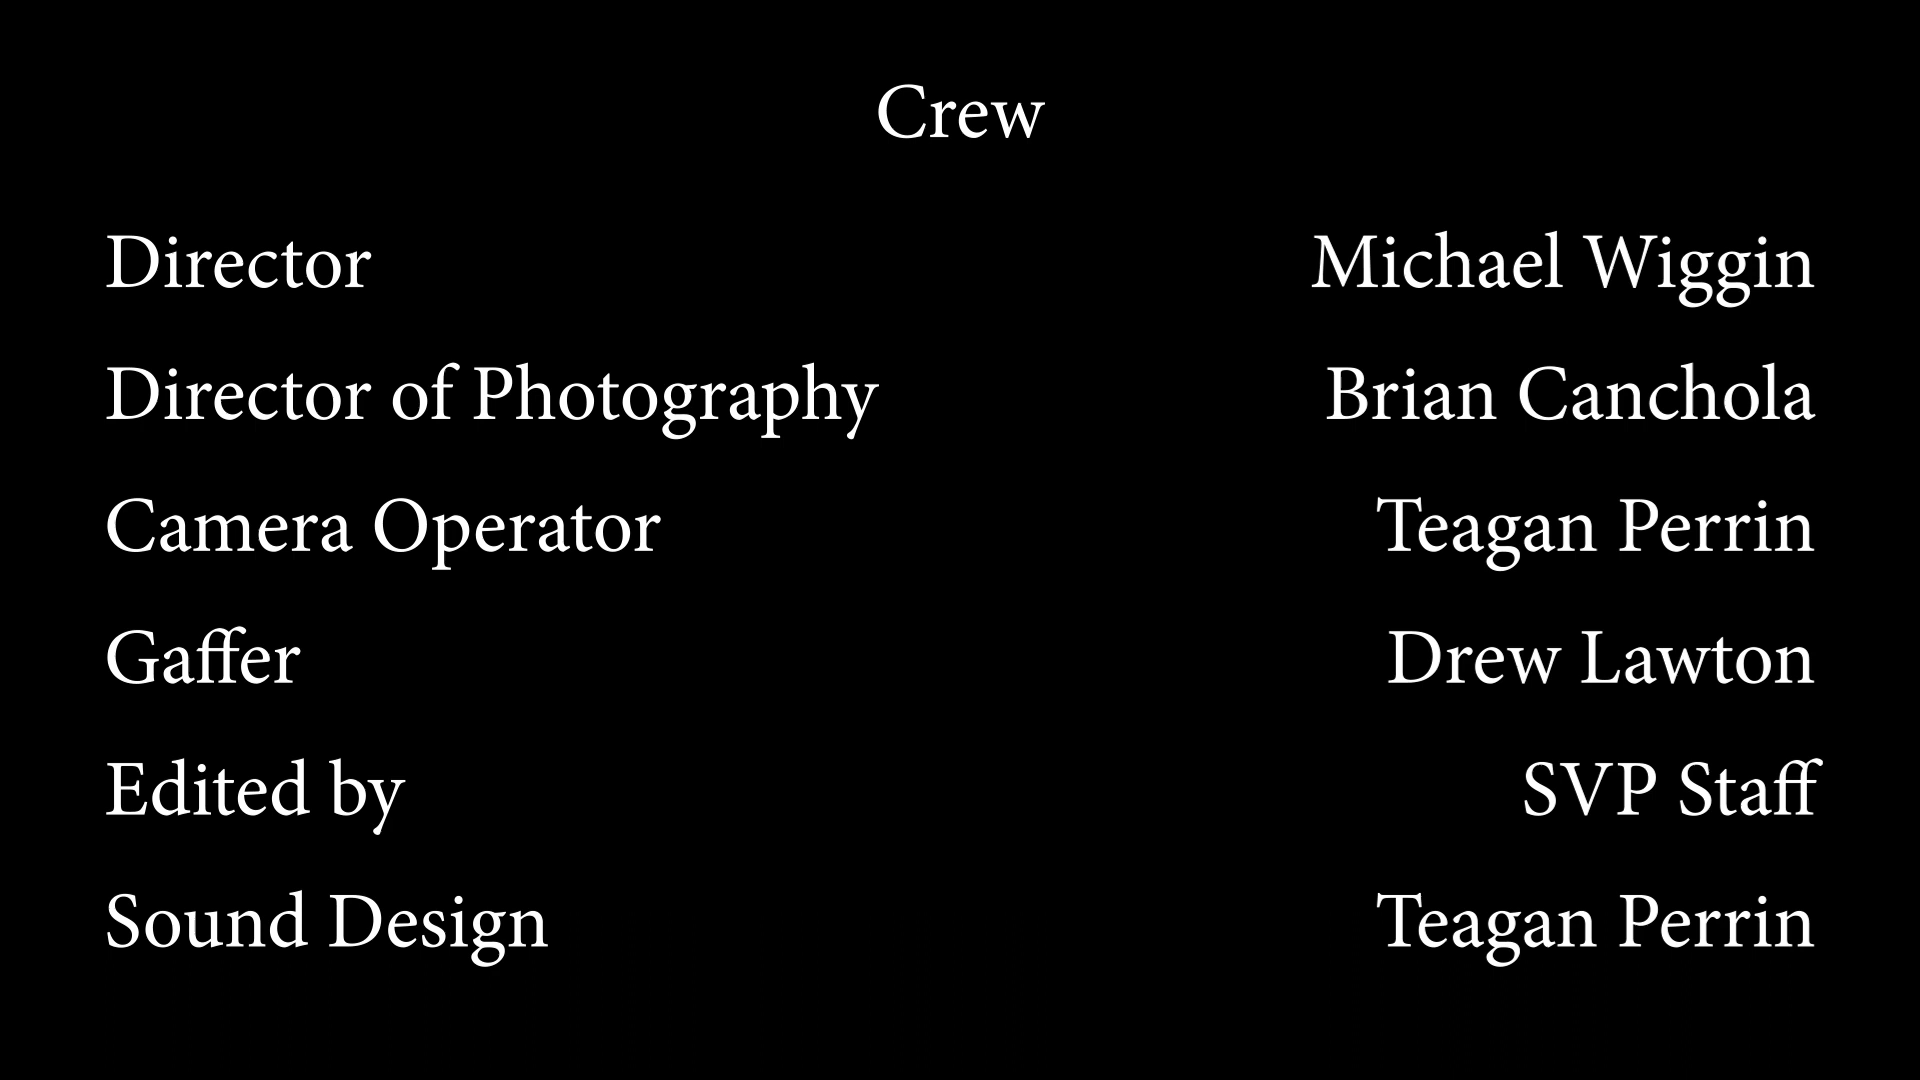 Crew
Director Michael Wiggin
Director of Photography Brian Canchola
Camera Operator Teagan Perrin
Gaffer Drew Lawton
Edited by SVP Staff
Sound Design Teagan Perrin